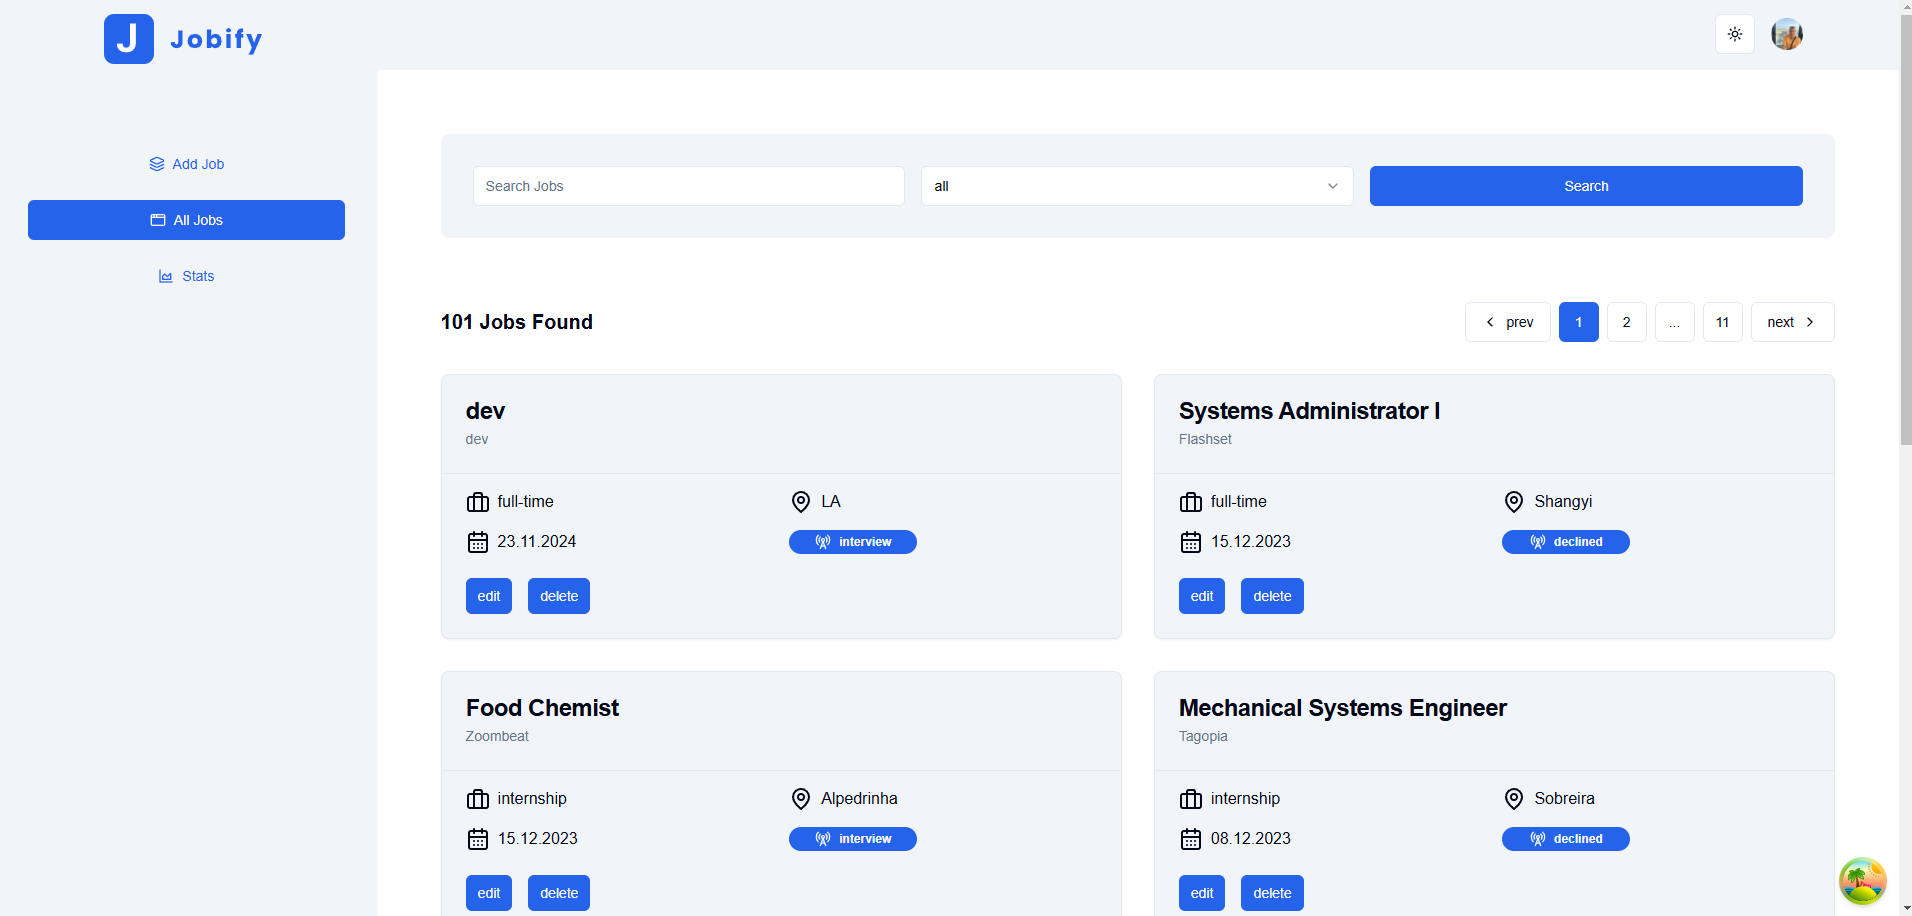 J Jobify
Add Job
All Jobs
Stats
Search Jobs
all
Search
101 Jobs Found
prev 1 2 ... 11 next
dev
dev
full-time
LA
23.11.2024
interview
edit delete
Systems Administrator I
Flashset
full-time
Shangyi
15.12.2023
declined
edit delete
Food Chemist
Zoombeat
internship
Alpedrinha
15.12.2023
interview
edit delete
Mechanical Systems Engineer
Tagopia
internship
Sobreira
08.12.2023
declined
edit delete